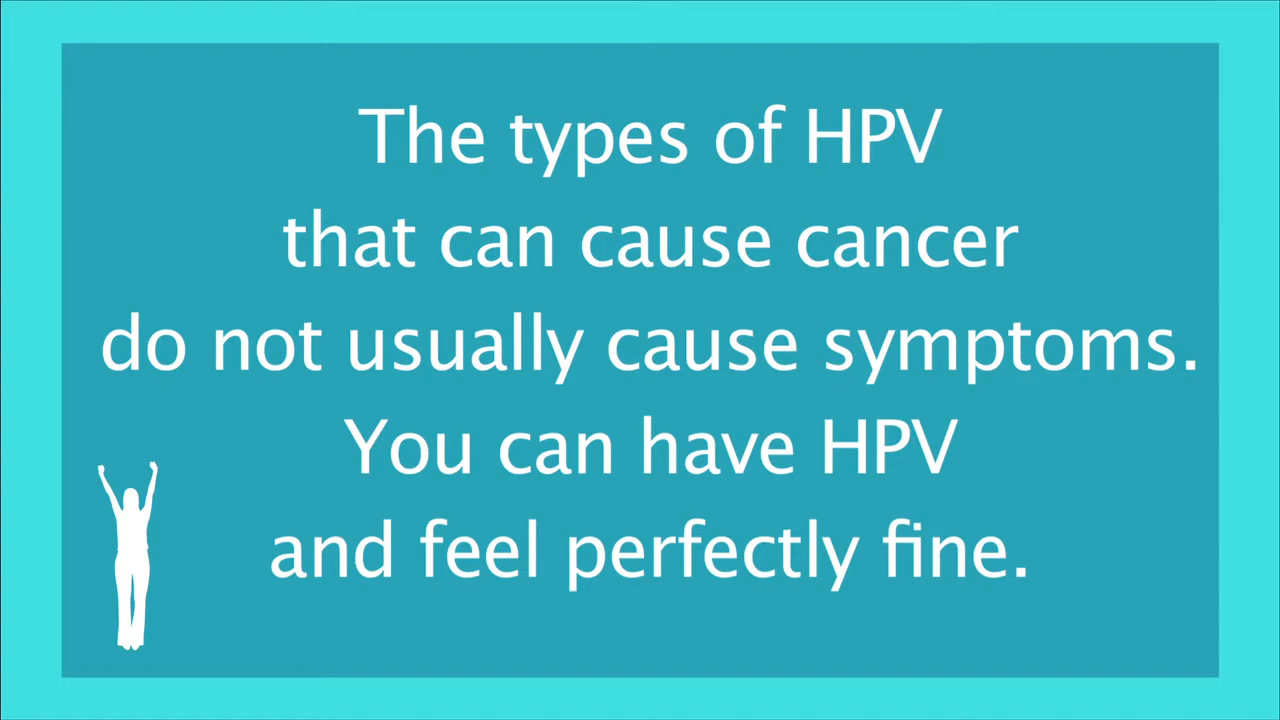 The types of HPV
that can cause cancer
do not usually cause symptoms.
You can have HPV
and feel perfectly fine.